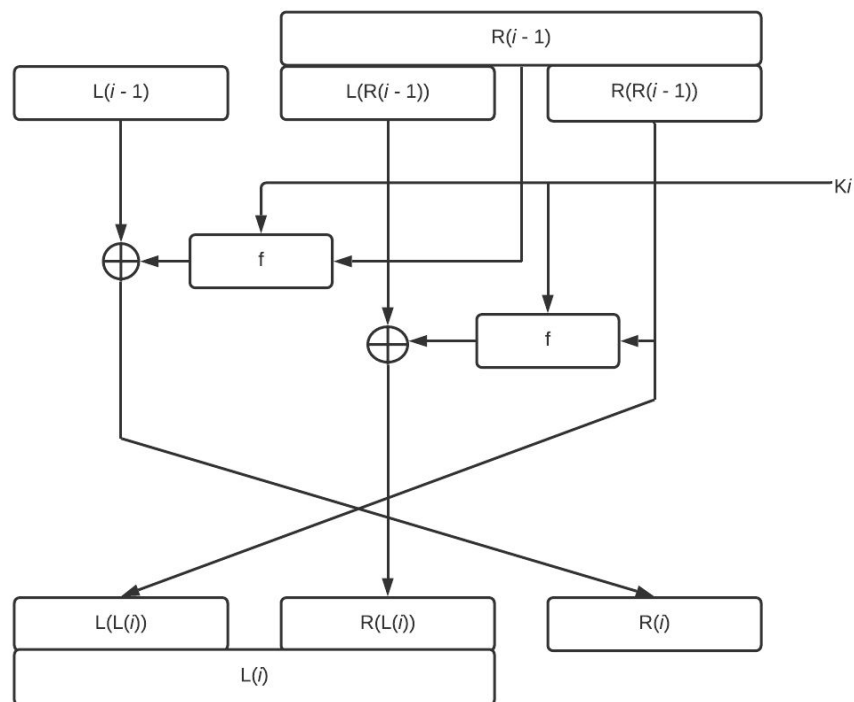 R(i - 1)
L(i - 1)
L(R(i - 1))
R(R(i - 1))
Ki
f
f
L(L(i))
R(L(i))
R(i)
L(i)